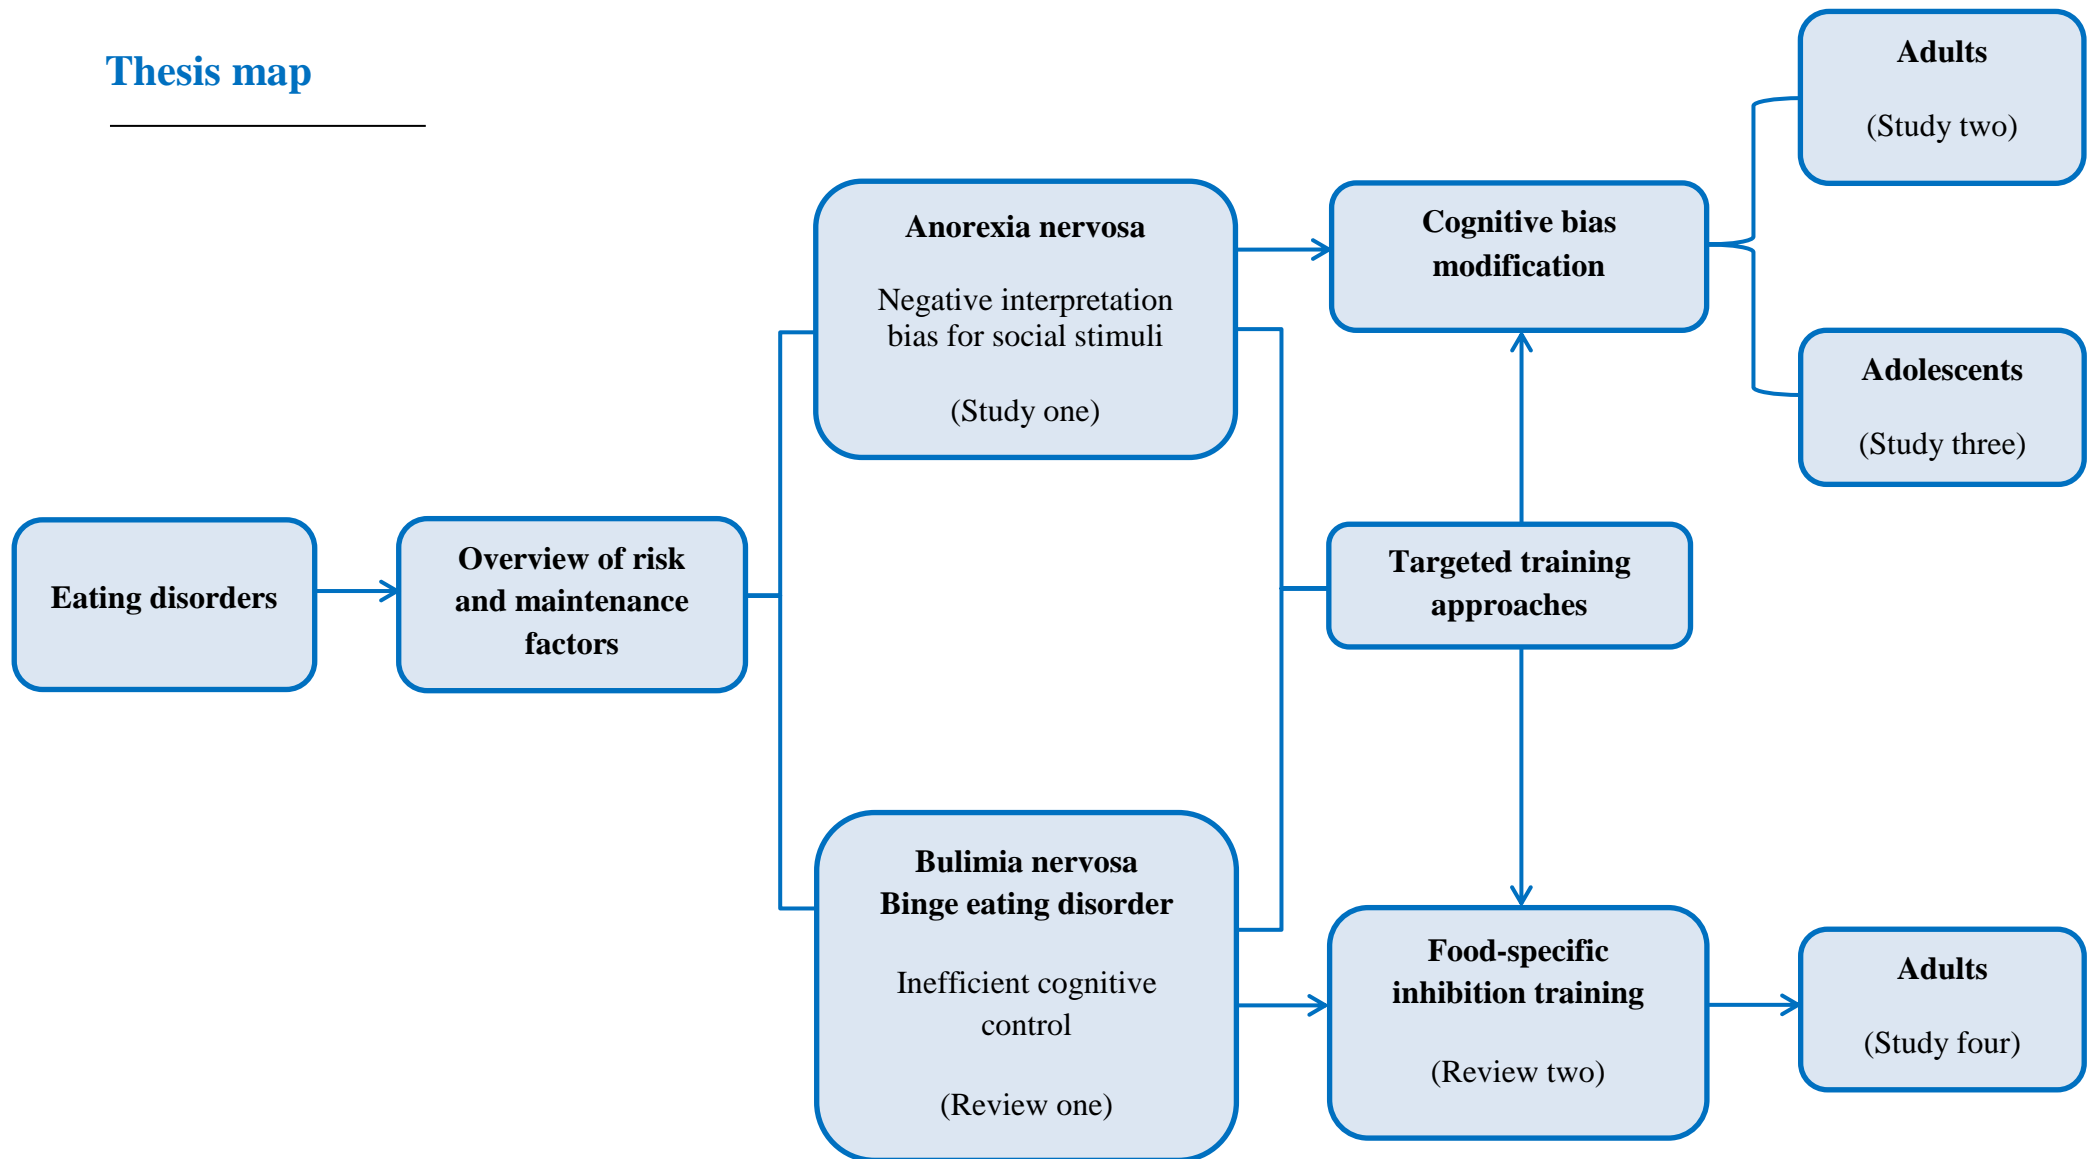 Thesis map
Eating disorders
Overview of risk
and maintenance
factors
Anorexia nervosa
Negative interpretation
bias for social stimuli
(Study one)
Bulimia nervosa
Binge eating disorder
Inefficient cognitive
control
(Review one)
Cognitive bias
modification
Targeted training
approaches
Food-specific
inhibition training
(Review two)
Adults
(Study two)
Adolescents
(Study three)
Adults
(Study four)